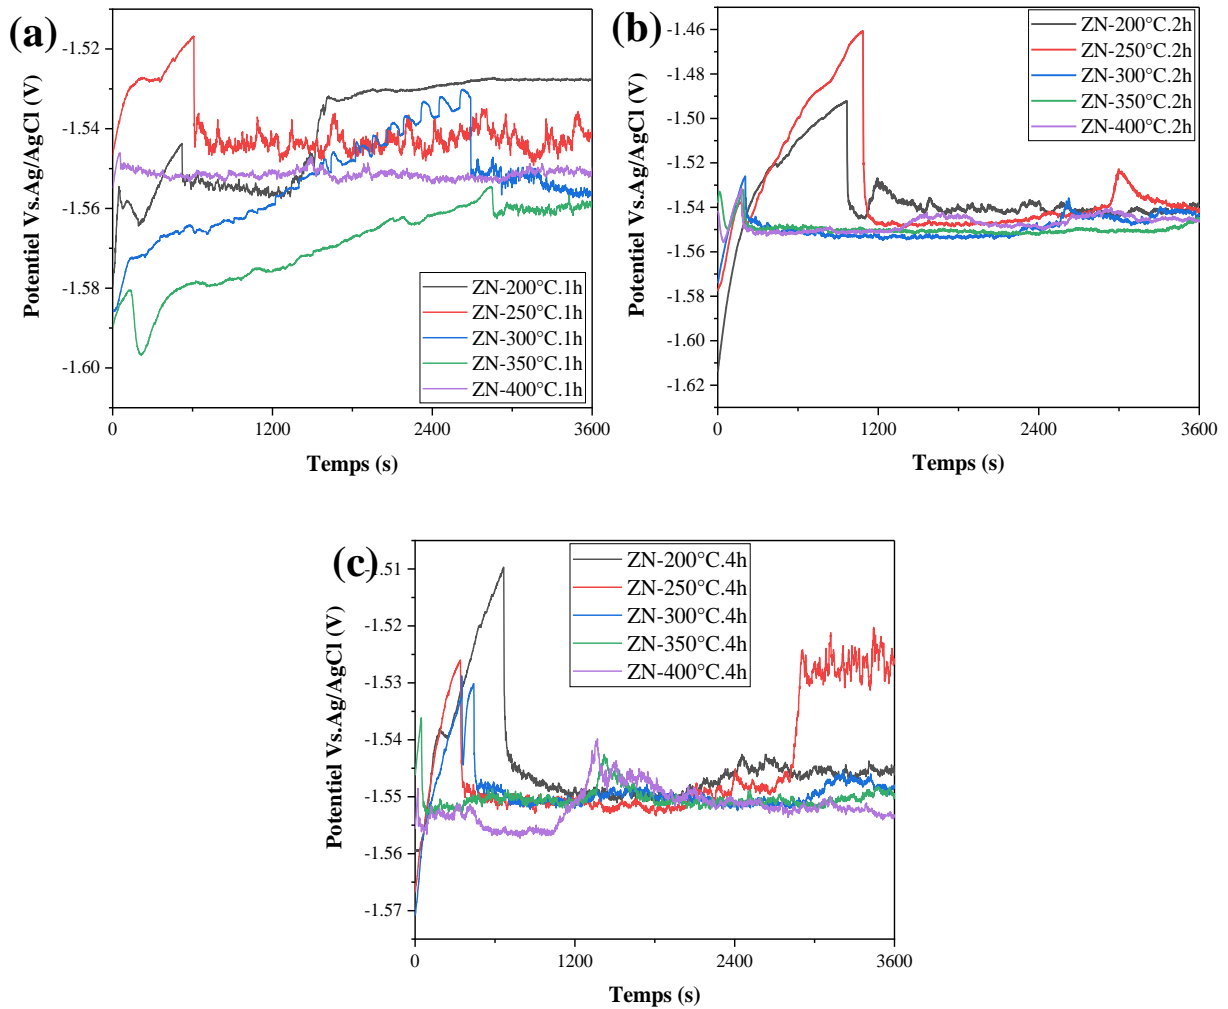 (a)
Potentiel Vs.Ag/AgCl (V)
-1.52
-1.54
-1.56
-1.58
-1.60
ZN-200°C.1h
ZN-250°C.1h
ZN-300°C.1h
ZN-350°C.1h
ZN-400°C.1h
0 1200 2400 3600
Temps (s)
(b)
Potentiel Vs.Ag/AgCl (V)
-1.46
-1.48
-1.50
-1.52
-1.54
-1.56
-1.58
-1.60
-1.62
ZN-200°C.2h
ZN-250°C.2h
ZN-300°C.2h
ZN-350°C.2h
ZN-400°C.2h
0 1200 2400 3600
Temps (s)
(c)
Potentiel Vs.Ag/AgCl (V)
-1.51
-1.52
-1.53
-1.54
-1.55
-1.56
-1.57
ZN-200°C.4h
ZN-250°C.4h
ZN-300°C.4h
ZN-350°C.4h
ZN-400°C.4h
0 1200 2400 3600
Temps (s)